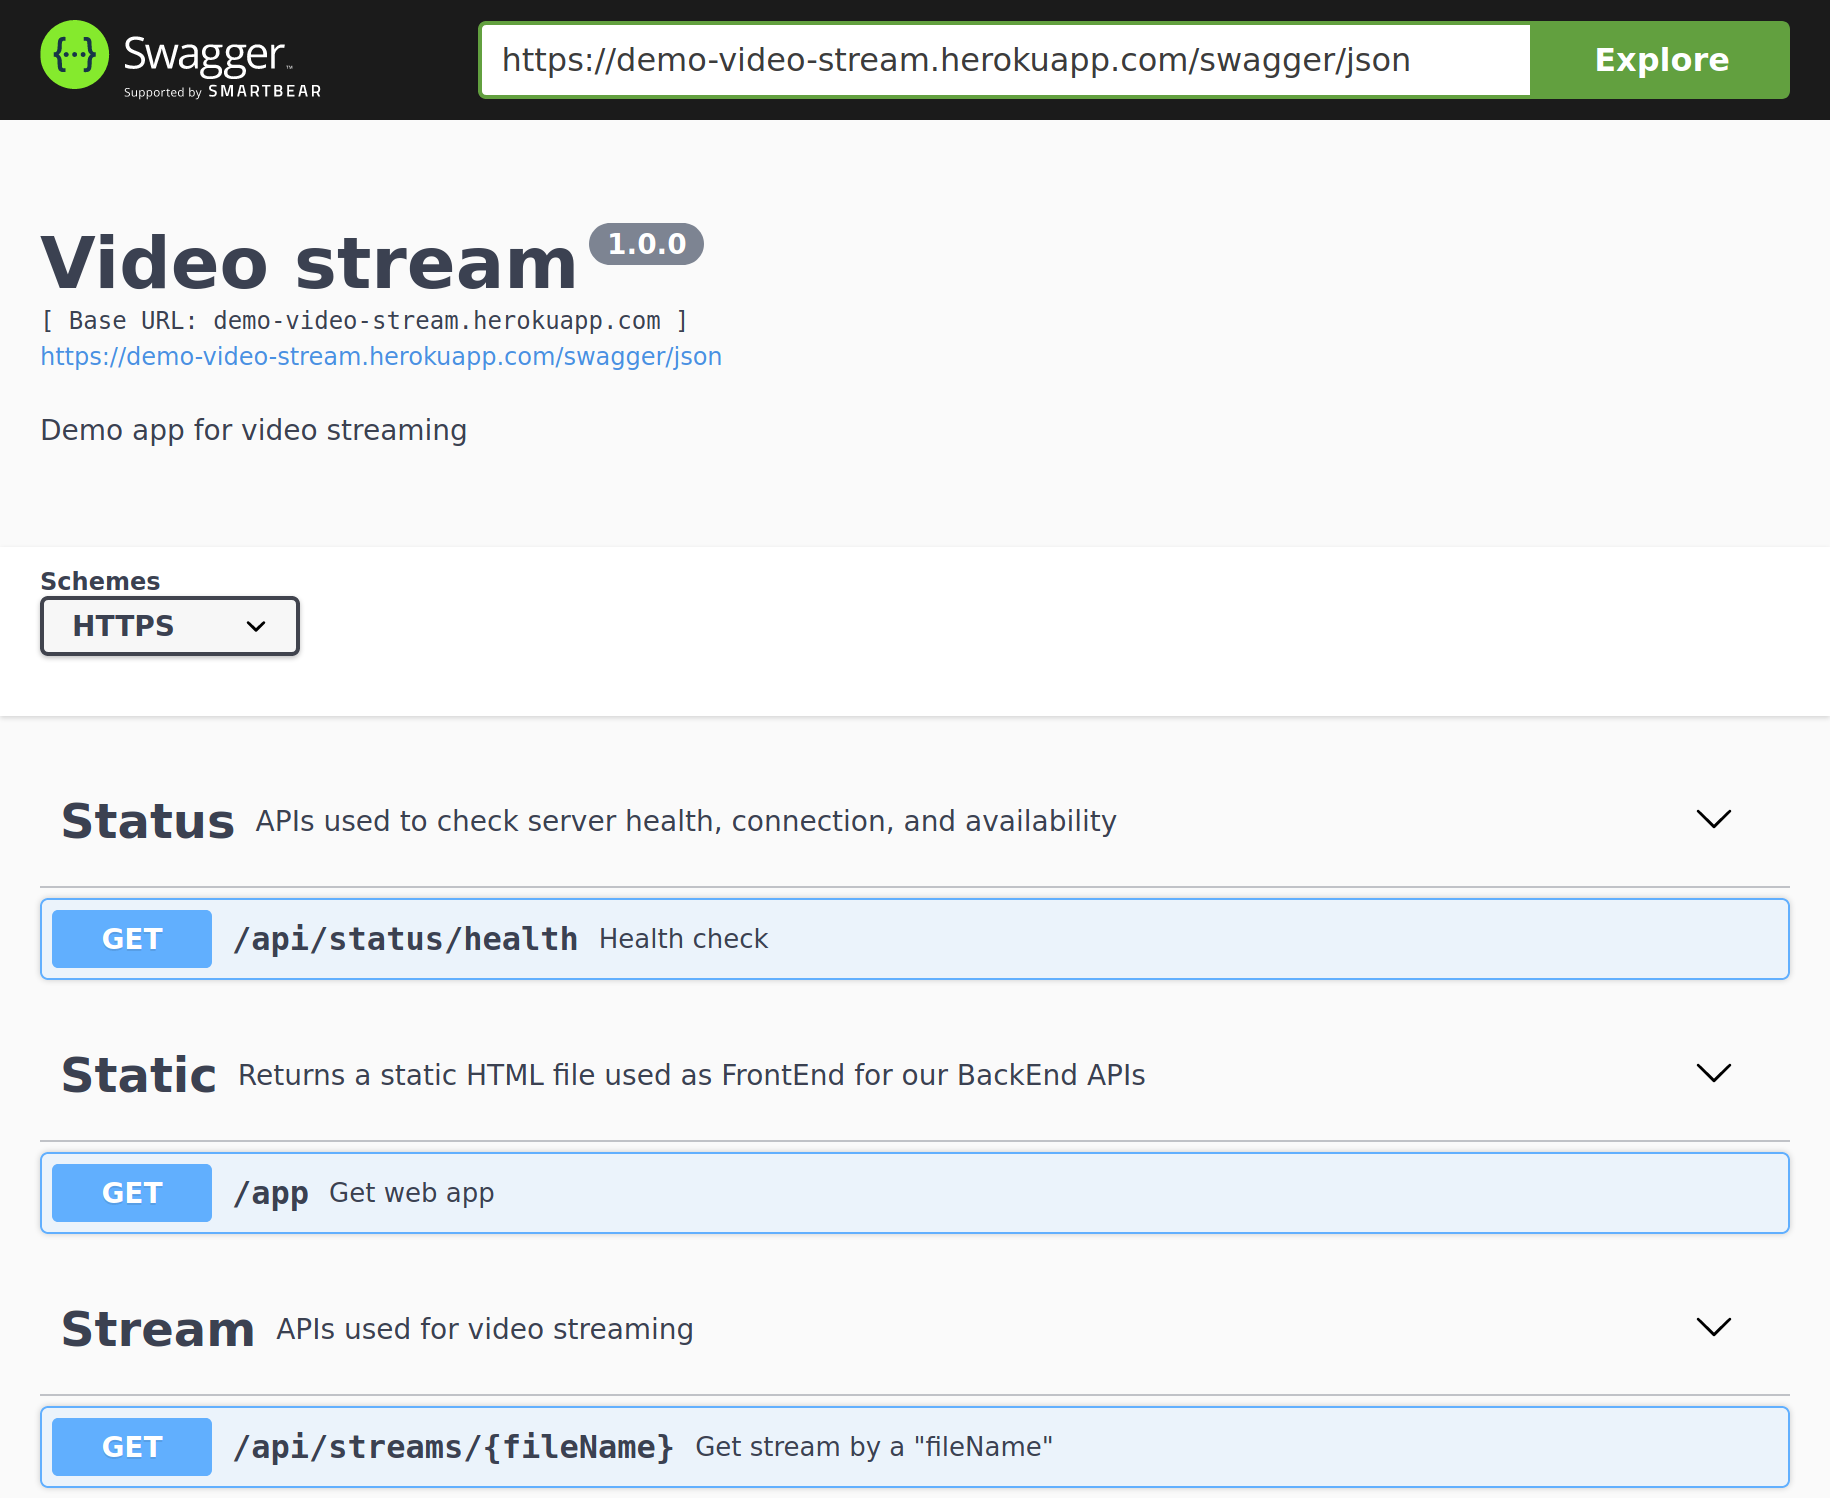 {...} Swagger™
Supported by SMARTBEAR
https://demo-video-stream.herokuapp.com/swagger/json
Explore
Video stream 1.0.0
[ Base URL: demo-video-stream.herokuapp.com ]
https://demo-video-stream.herokuapp.com/swagger/json
Demo app for video streaming
Schemes
HTTPS
Status APIs used to check server health, connection, and availability
GET /api/status/health Health check
Static Returns a static HTML file used as FrontEnd for our BackEnd APIs
GET /app Get web app
Stream APIs used for video streaming
GET /api/streams/{fileName} Get stream by a "fileName"